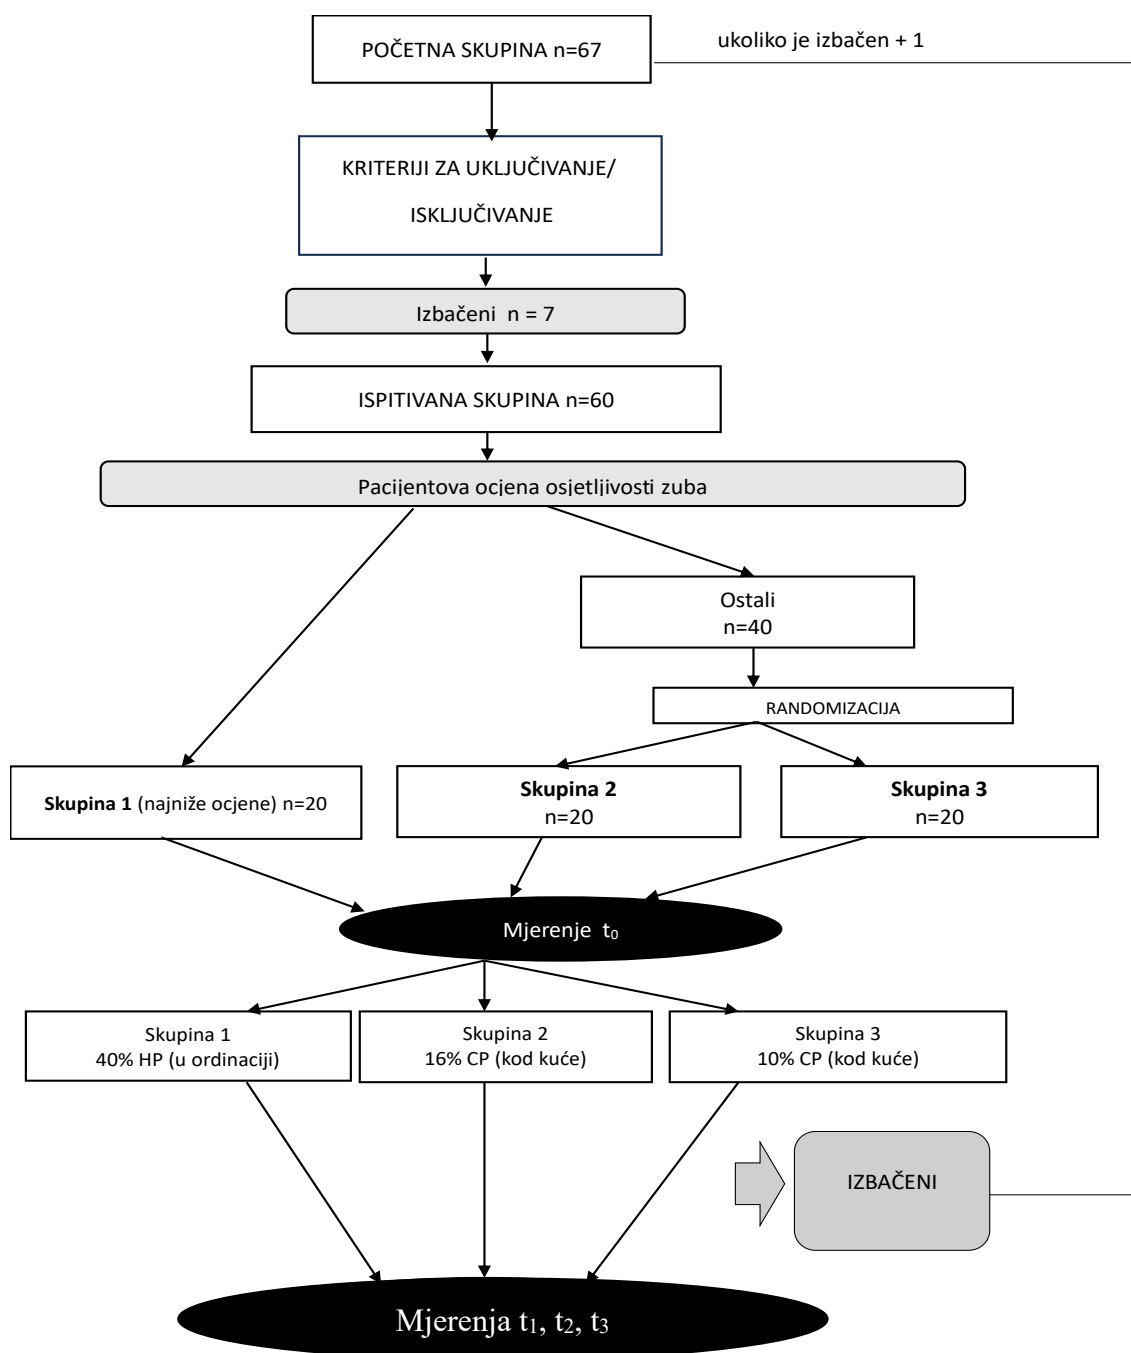 POČETNA SKUPINA n=67
ukoliko je izbačen + 1
KRITERIJI ZA UKLJUČIVANJE/
ISKLJUČIVANJE
Izbačeni n = 7
ISPITIVANA SKUPINA n=60
Pacijentova ocjena osjetljivosti zuba
Ostali
n=40
RANDOMIZACIJA
Skupina 1 (najniže ocjene) n=20
Skupina 2
n=20
Skupina 3
n=20
Mjerenje t₀
Skupina 1
40% HP (u ordinaciji)
Skupina 2
16% CP (kod kuće)
Skupina 3
10% CP (kod kuće)
IZBAČENI
Mjerenja t₁, t₂, t₃